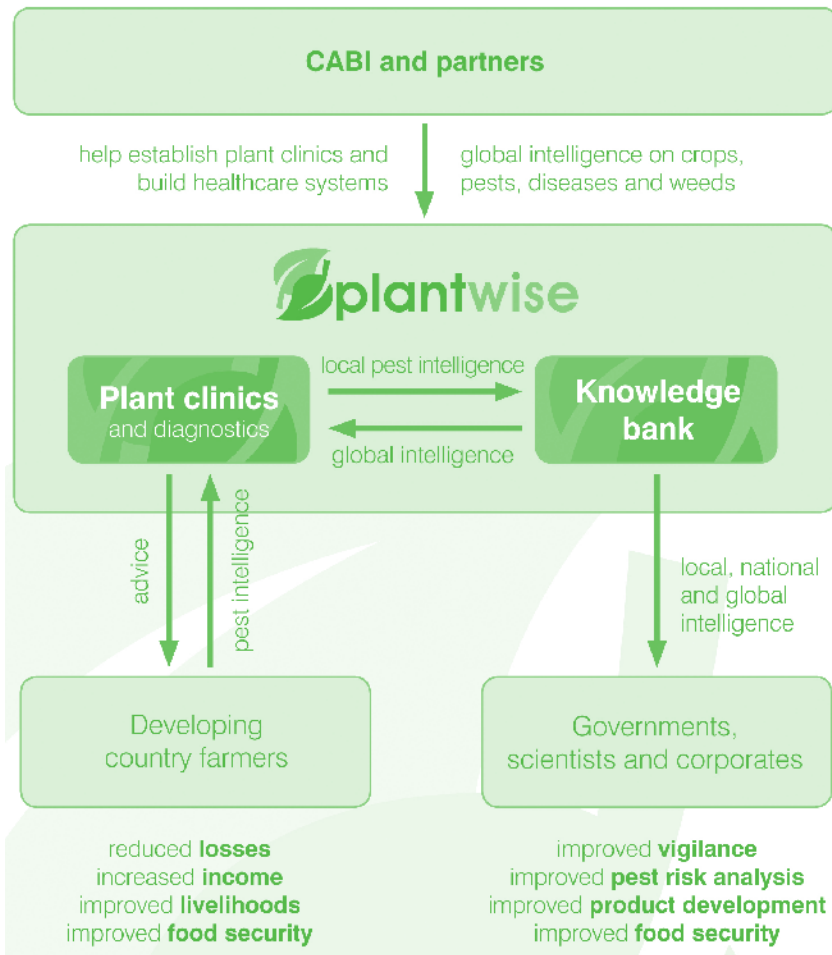 CABI and partners
help establish plant clinics and
build healthcare systems
global intelligence on crops,
pests, diseases and weeds
plantwise
Plant clinics
and diagnostics
local pest intelligence
global intelligence
Knowledge
bank
advice
pest intelligence
local, national
and global
intelligence
Developing
country farmers
Governments,
scientists and corporates
reduced losses
increased income
improved livelihoods
improved food security
improved vigilance
improved pest risk analysis
improved product development
improved food security